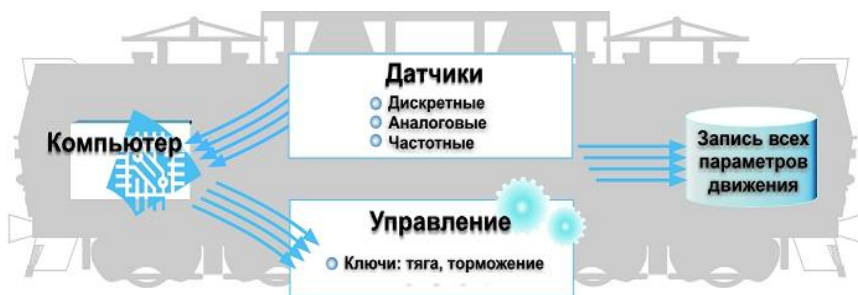 Датчики
Дискретные
Аналоговые
Частотные
Компьютер
Запись всех
параметров
движения
Управление
Ключи: тяга, торможение